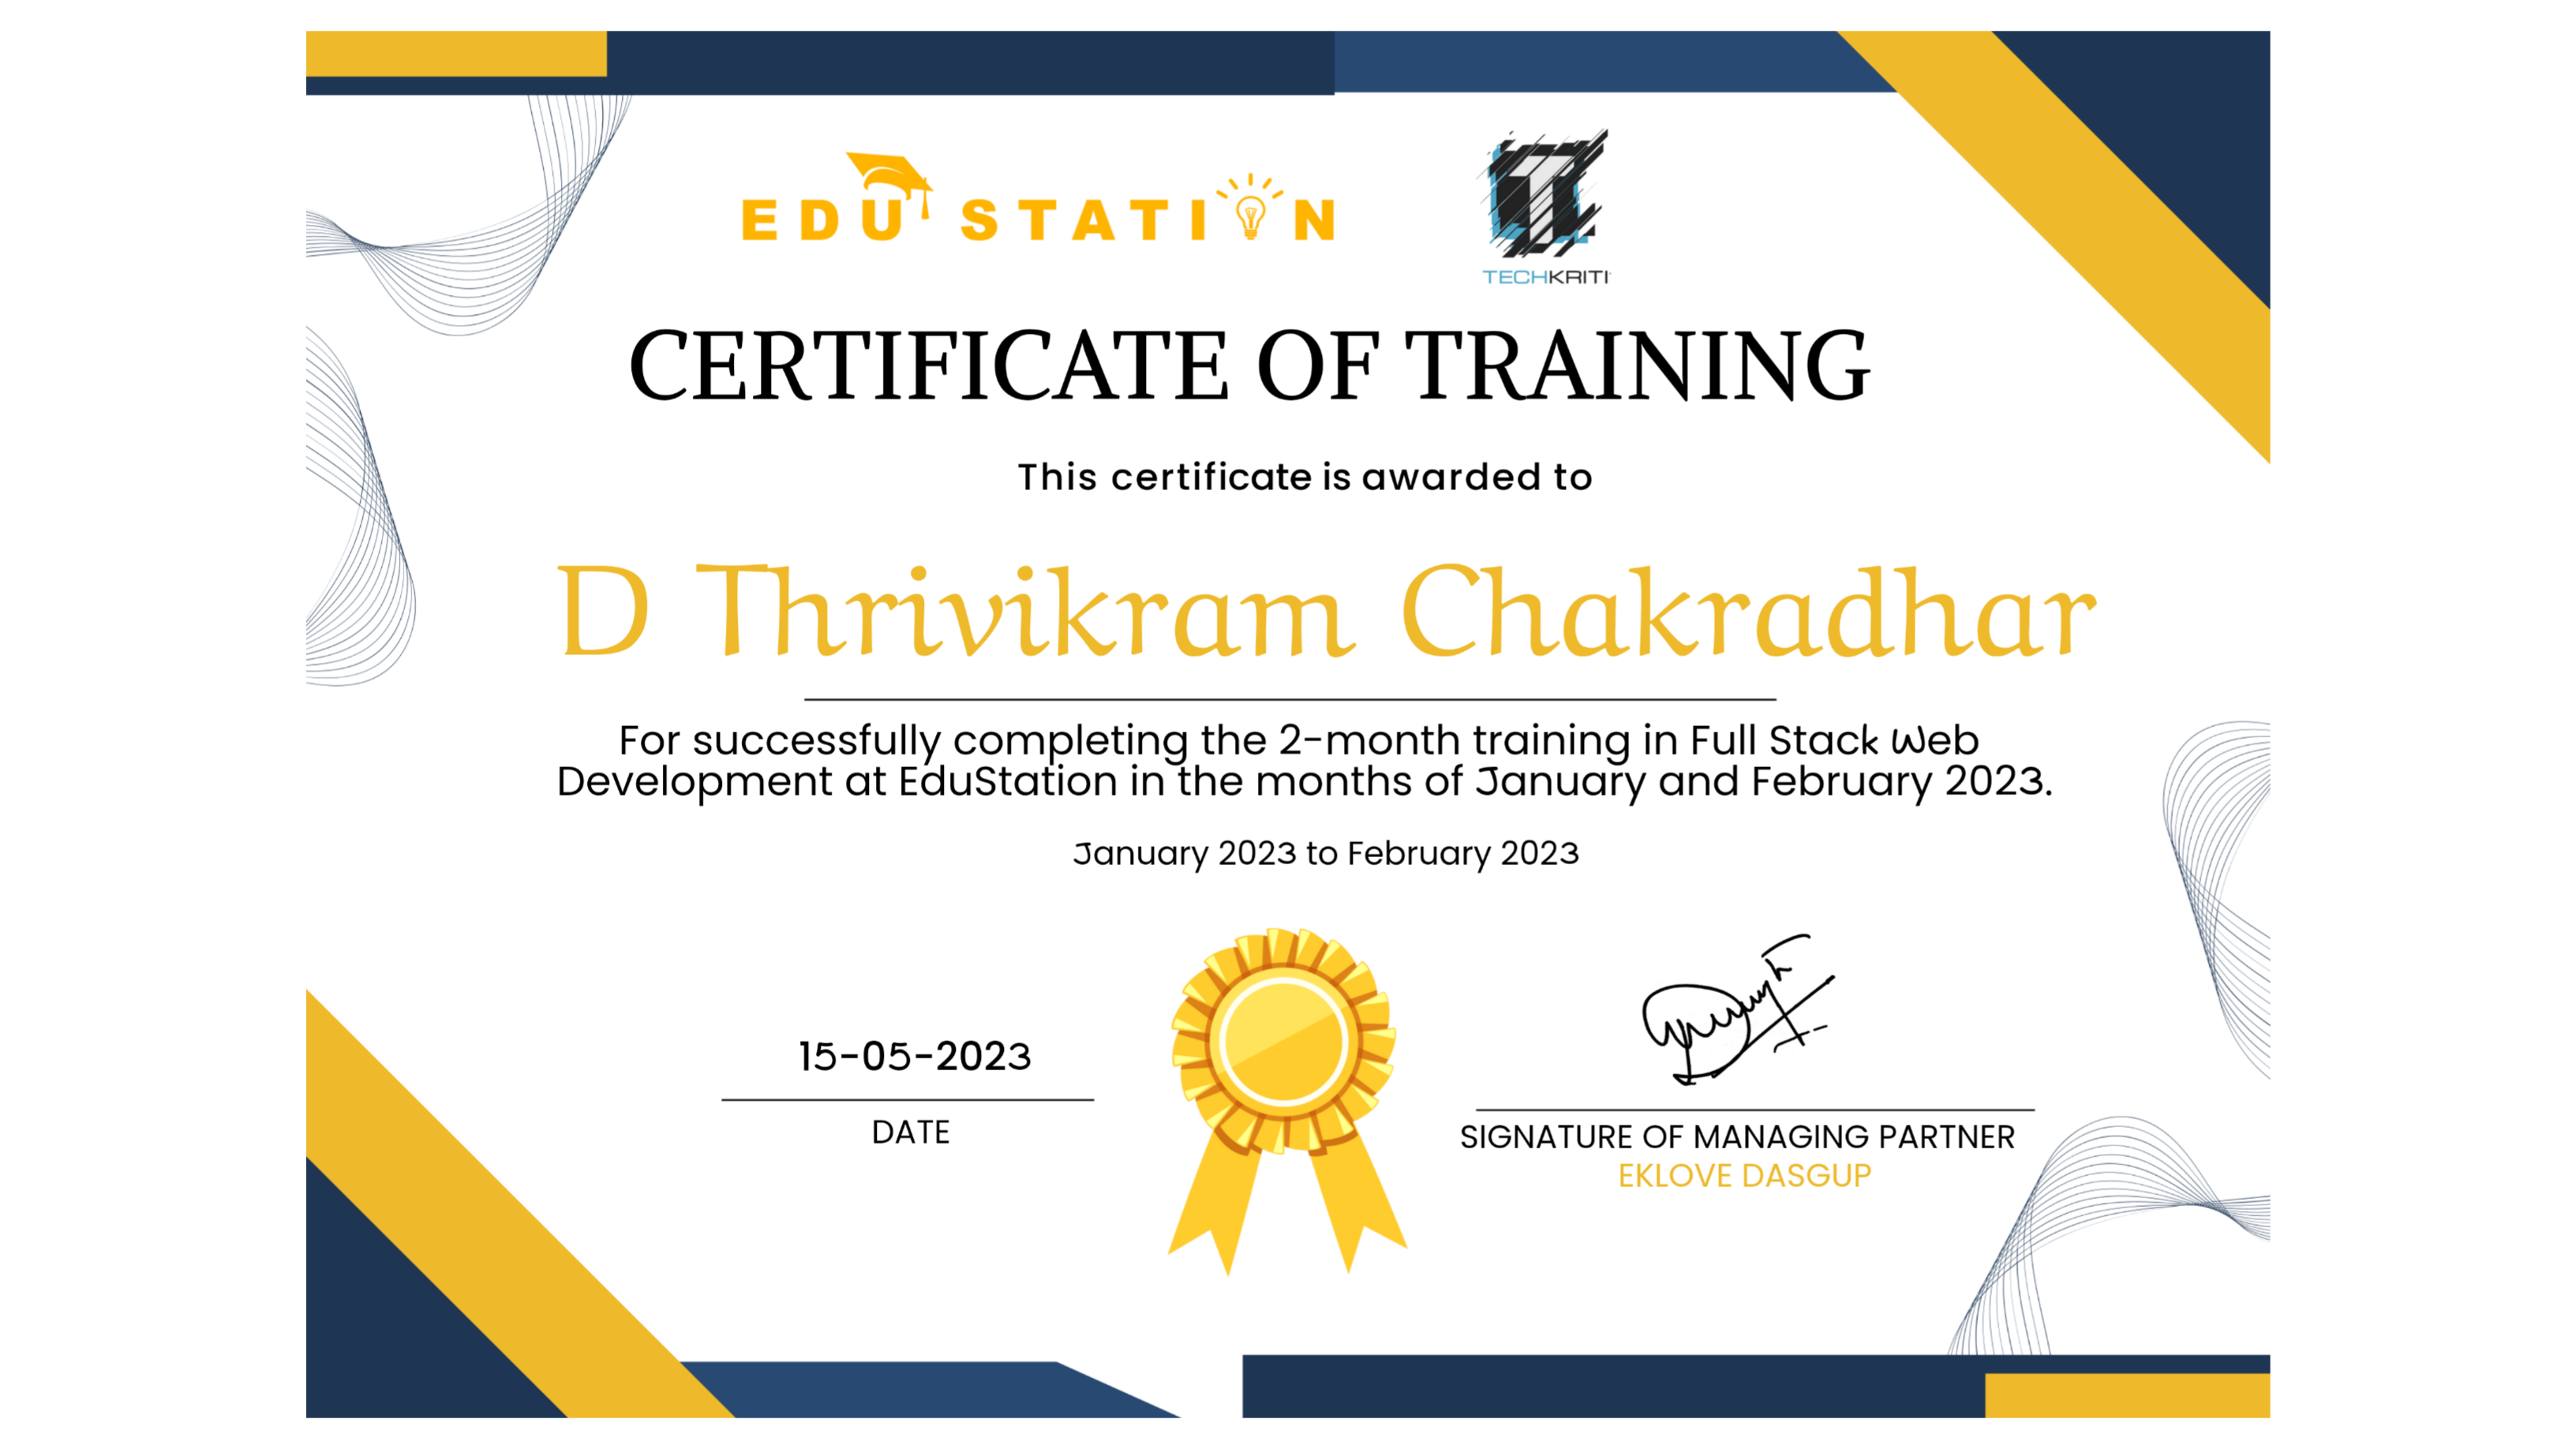 EDUSTATION
TECHKRITI
CERTIFICATE OF TRAINING
This certificate is awarded to
D Thrivikram Chakradhar
For successfully completing the 2-month training in Full Stack Web
Development at EduStation in the months of January and February 2023.
January 2023 to February 2023
15-05-2023
DATE
SIGNATURE OF MANAGING PARTNER
EKLOVE DASGUP